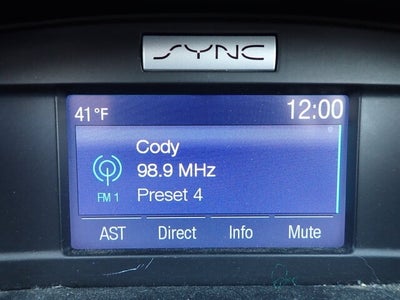 SYNC
41°F 12:00
Cody
98.9 MHz
FM 1 Preset 4
AST Direct Info Mute